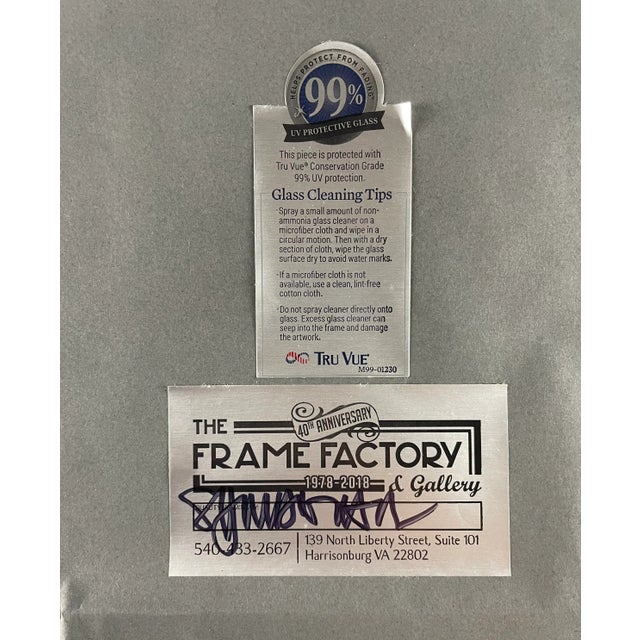 HELPS PROTECT FROM FADING
99%
UV PROTECTIVE GLASS
This piece is protected with
Tru Vue® Conservation Grade
99% UV protection.
Glass Cleaning Tips
·Spray a small amount of non-
ammonia glass cleaner on a
microfiber cloth and wipe in a
circular motion. Then with a dry
section of cloth, wipe the glass
surface dry to avoid water marks.
·If a microfiber cloth is not
available, use a clean, lint-free
cotton cloth.
·Do not spray cleaner directly onto
glass. Excess glass cleaner can
seep into the frame and damage
the artwork.
TRU VUE®
M99-01230
40TH ANNIVERSARY
THE
FRAME FACTORY
1978-2018 & Gallery
540-433-2667 139 North Liberty Street, Suite 101
Harrisonburg VA 22802